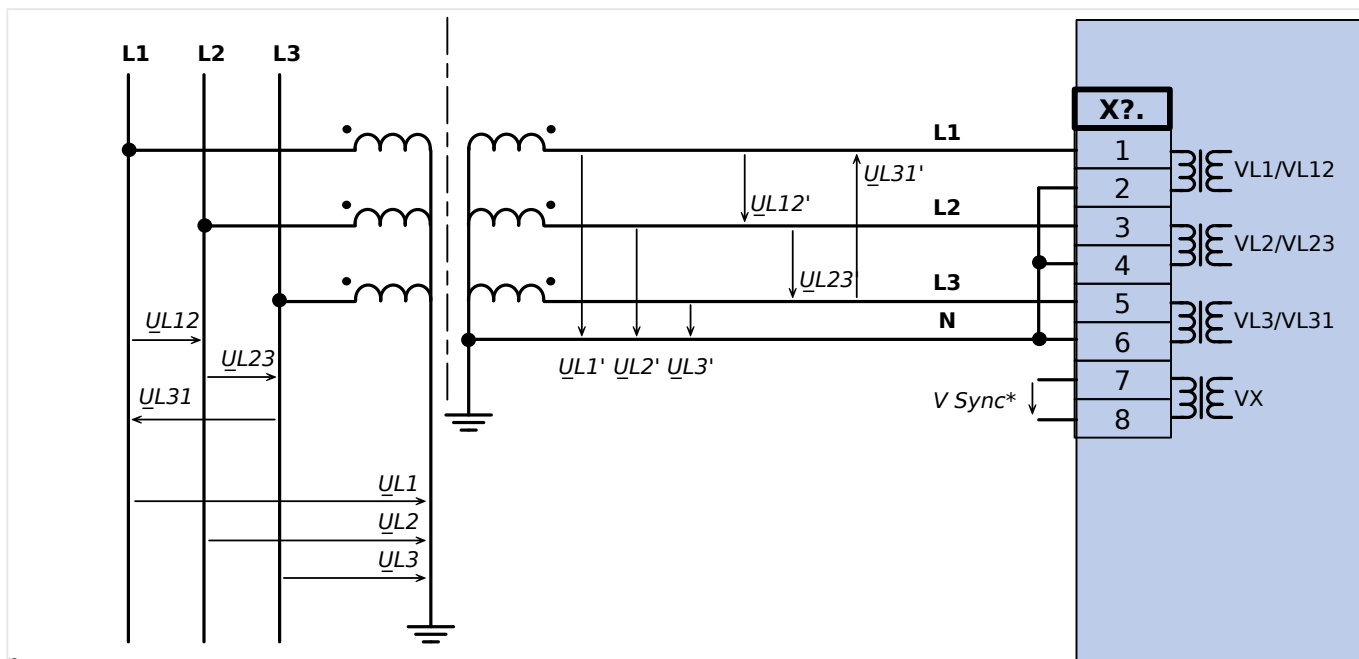 L1 L2 L3
X?.
L1
1
UL31'
VL1/VL12
2
UL12'
L2
3
VL2/VL23
4
UL23'
L3
5
UL12
N
VL3/VL31
6
UL23
UL1' UL2' UL3'
7
UL31
V Sync*
VX
8
UL1
UL2
UL3